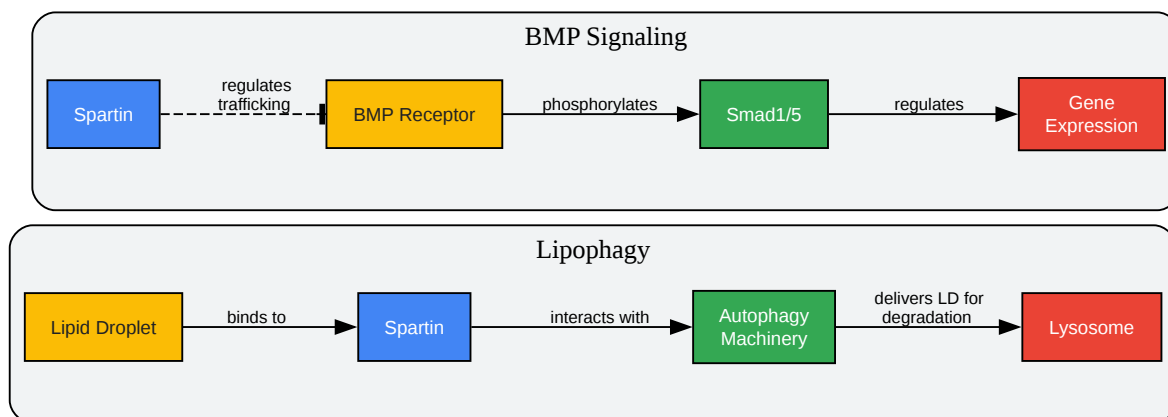 BMP Signaling
Spartin
regulates
trafficking
BMP Receptor
phosphorylates
Smad1/5
regulates
Gene
Expression
Lipophagy
Lipid Droplet
binds to
Spartin
interacts with
Autophagy
Machinery
delivers LD for
degradation
Lysosome